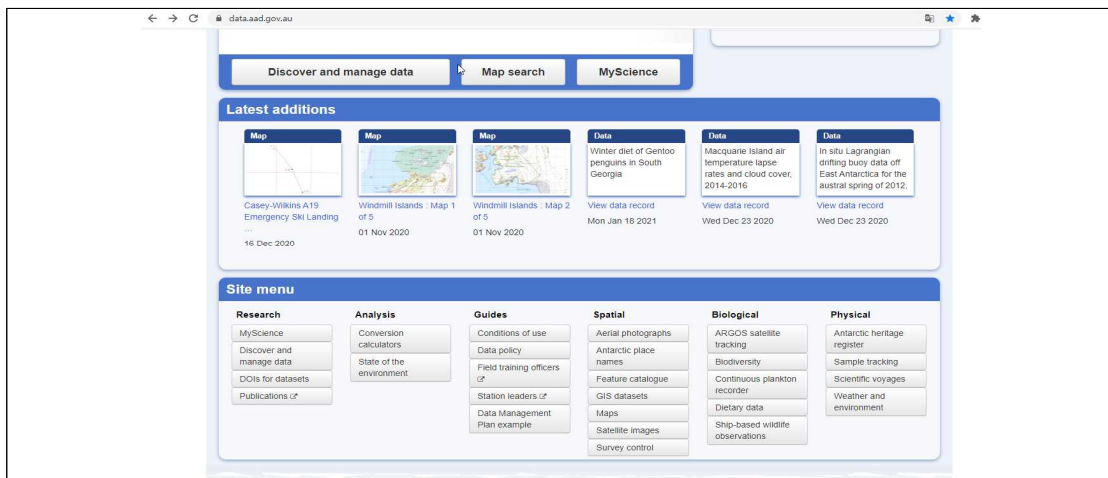 data.aad.gov.au
Discover and manage data
Map search
MyScience
Latest additions
Map
Casey-Wilkins A19
Emergency Ski Landing
...
16 Dec 2020
Map
Windmill Islands : Map 1
of 5
01 Nov 2020
Map
Windmill Islands : Map 2
of 5
01 Nov 2020
Data
Winter diet of Gentoo
penguins in South
Georgia
View data record
Mon Jan 18 2021
Data
Macquarie Island air
temperature lapse
rates and cloud cover,
2014-2016
View data record
Wed Dec 23 2020
Data
In situ Lagrangian
drifting buoy data off
East Antarctica for the
austral spring of 2012,
View data record
Wed Dec 23 2020
Site menu
Research
MyScience
Discover and
manage data
DOIs for datasets
Publications
Analysis
Conversion
calculators
State of the
environment
Guides
Conditions of use
Data policy
Field training officers
Station leaders
Data Management
Plan example
Spatial
Aerial photographs
Antarctic place
names
Feature catalogue
GIS datasets
Maps
Satellite images
Survey control
Biological
ARGOS satellite
tracking
Biodiversity
Continuous plankton
recorder
Dietary data
Ship-based wildlife
observations
Physical
Antarctic heritage
register
Sample tracking
Scientific voyages
Weather and
environment